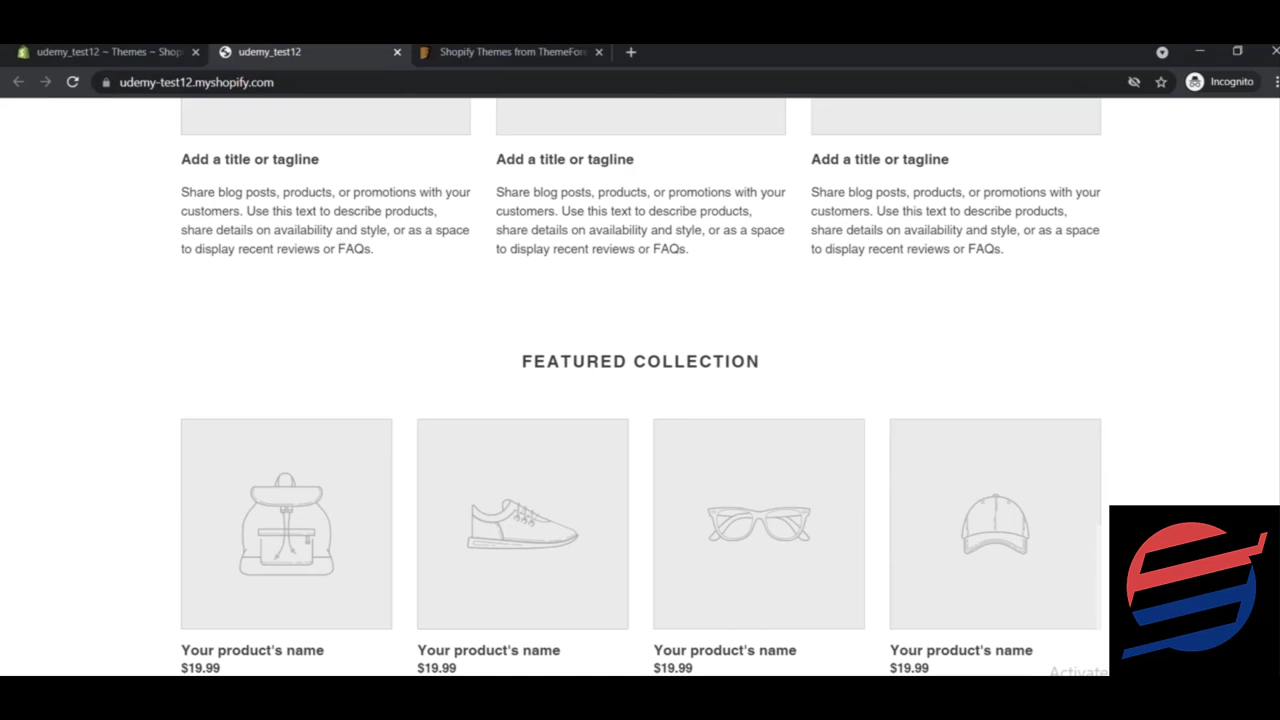 udemy_test12 ~ Themes ~ Shop
udemy_test12
Shopify Themes from ThemeFore
udemy-test12.myshopify.com
Incognito
Add a title or tagline
Share blog posts, products, or promotions with your
customers. Use this text to describe products,
share details on availability and style, or as a space
to display recent reviews or FAQs.
Add a title or tagline
Share blog posts, products, or promotions with your
customers. Use this text to describe products,
share details on availability and style, or as a space
to display recent reviews or FAQs.
Add a title or tagline
Share blog posts, products, or promotions with your
customers. Use this text to describe products,
share details on availability and style, or as a space
to display recent reviews or FAQs.
FEATURED COLLECTION
Your product's name
$19.99
Your product's name
$19.99
Your product's name
$19.99
Your product's name
$19.99
Activate